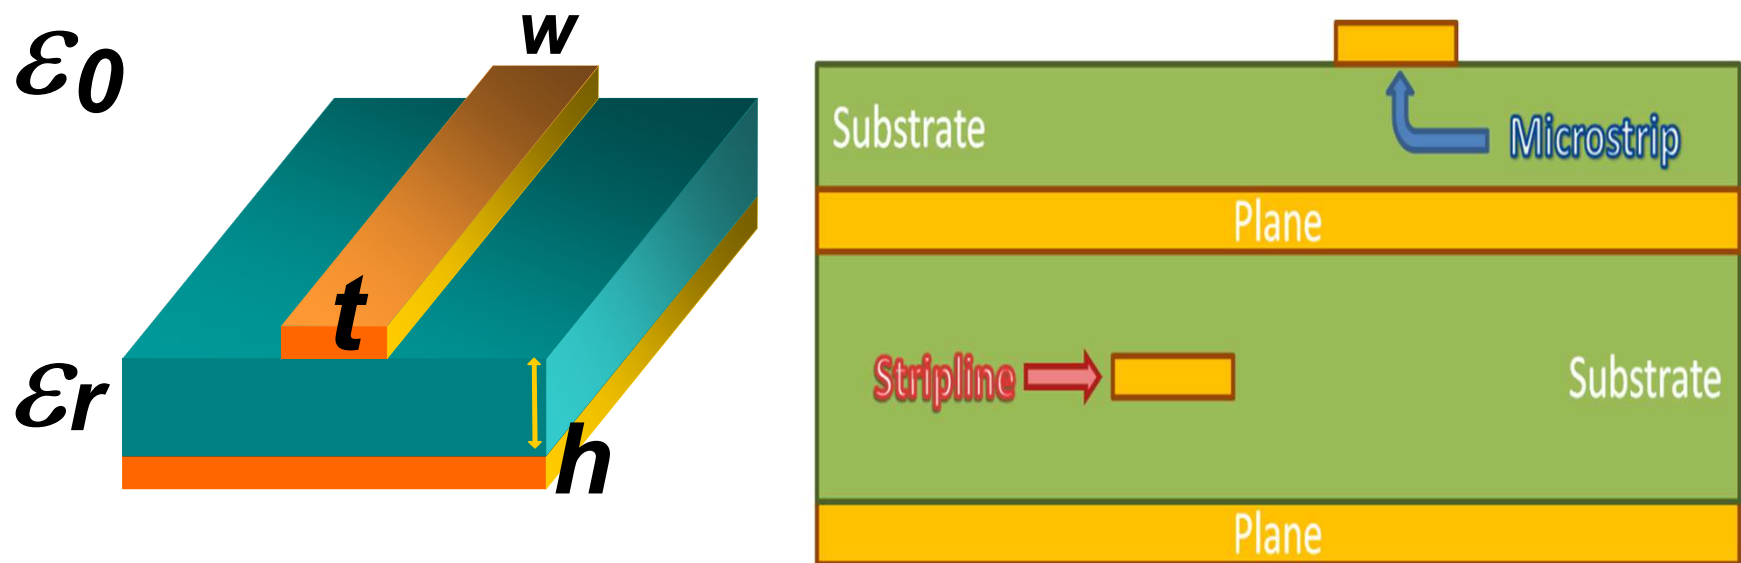 ε0
w
t
εr
h
Substrate
Microstrip
Plane
Stripline
Substrate
Plane